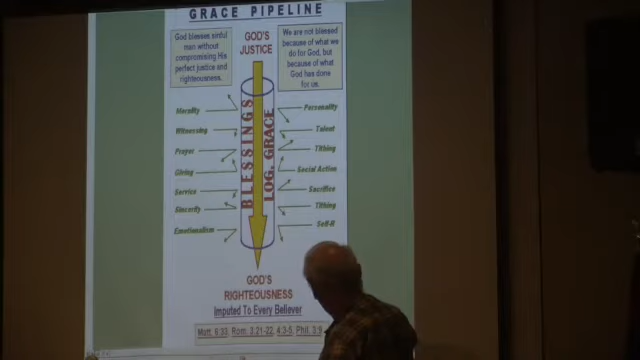 GRACE PIPELINE
God blesses sinful
man without
compromising His
perfect justice and
righteousness.
GOD'S
JUSTICE
We are not blessed
because of what we
do for God, but
because of what
God has done
for us.
BLESSINGS
LOG. GRACE
Morality
Witnessing
Prayer
Giving
Service
Sincerity
Emotionalism
Personality
Talent
Tithing
Social Action
Sacrifice
Tithing
Self-R
GOD'S
RIGHTEOUSNESS
Imputed To Every Believer
Matt. 6:33, Rom. 3:21-22, 4:3-5, Phil. 3:9